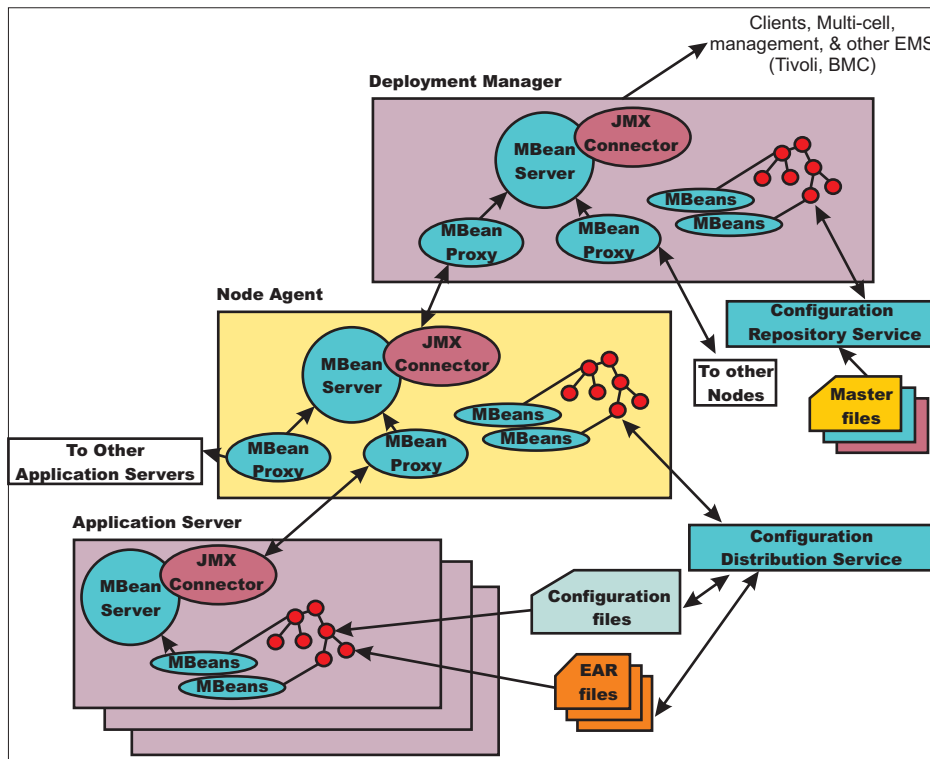 Clients, Multi-cell,
management, & other EMS
(Tivoli, BMC)
Deployment Manager
JMX
Connector
MBean
Server
MBeans
MBeans
MBean
Proxy
MBean
Proxy
Node Agent
Configuration
Repository Service
JMX
Connector
MBean
Server
To other
Nodes
Master
files
MBeans
MBeans
To Other
Application Servers
MBean
Proxy
MBean
Proxy
Application Server
Configuration
Distribution Service
JMX
Connector
MBean
Server
Configuration
files
MBeans
MBeans
EAR
files